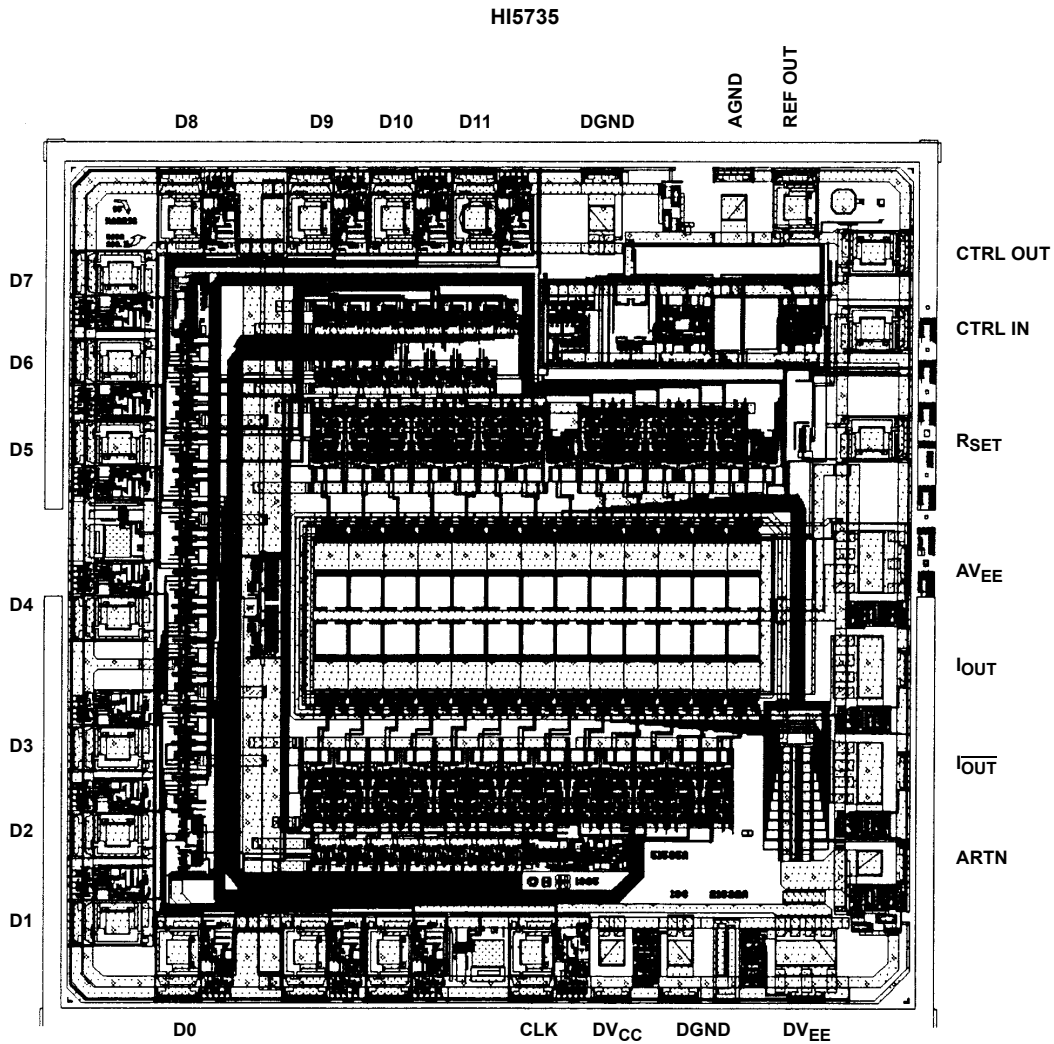 HI5735
D8 D9 D10 D11 DGND AGND REF OUT
D7
D6
D5
D4
D3
D2
D1
CTRL OUT
CTRL IN
RSET
AVEE
IOUT
I̅O̅U̅T̅
ARTN
D0 CLK DVCC DGND DVEE